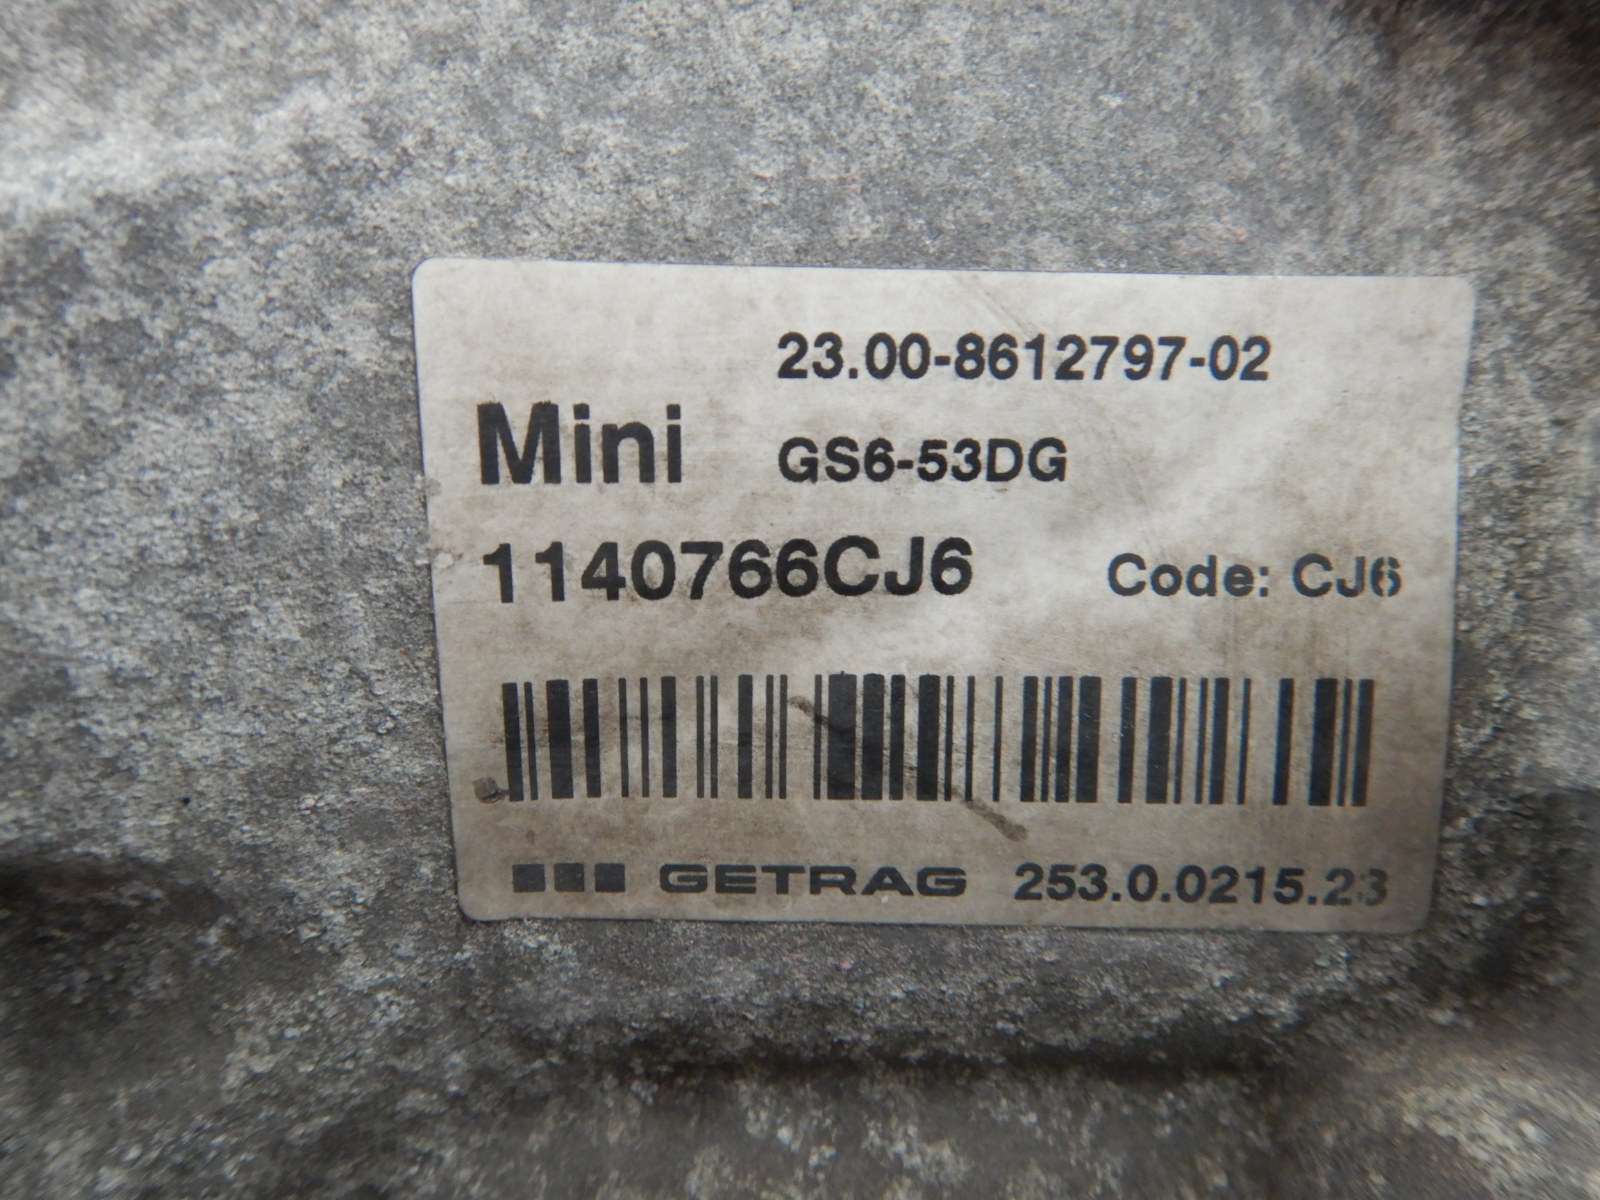 23.00-8612797-02
Mini GS6-53DG
1140766CJ6 Code: CJ6
GETRAG 253.0.0215.23